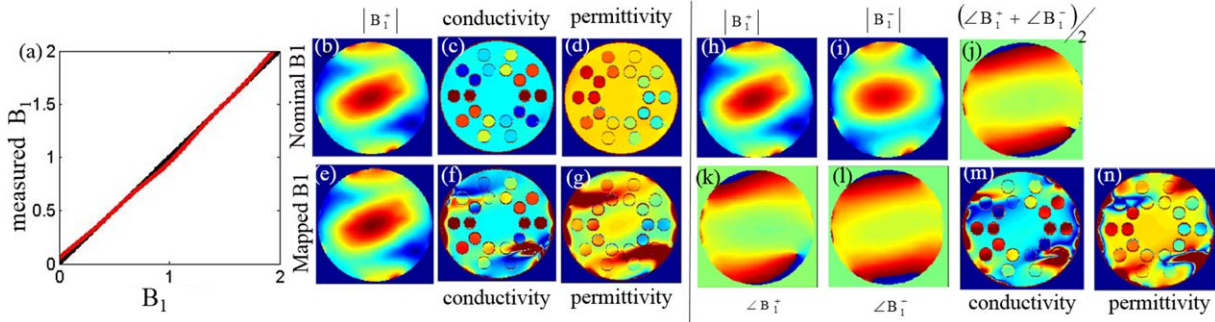 (a)
2
1.5
1
0.5
0
0 1 2
measured B₁
B₁
Nominal B1
Mapped B1
|B₁⁺| conductivity permittivity
(b) (c) (d)
(e) (f) (g)
conductivity permittivity
|B₁⁺| |B₁⁻| (∠B₁⁺ + ∠B₁⁻)/2
(h) (i) (j)
(k) (l) (m) (n)
∠B₁⁺ ∠B₁⁻ conductivity permittivity